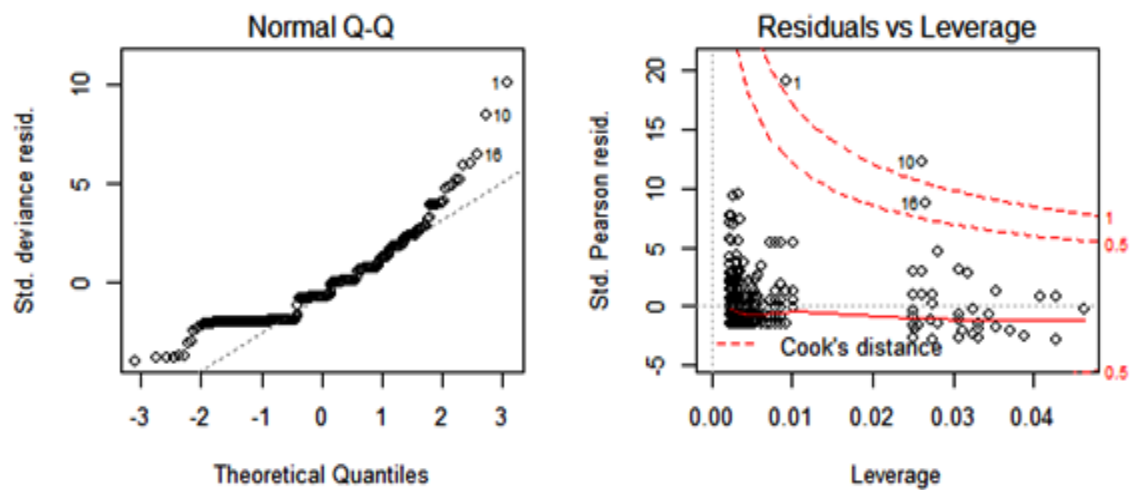 Normal Q-Q
Std. deviance resid.
10
5
0
1
10
16
-3 -2 -1 0 1 2 3
Theoretical Quantiles
Residuals vs Leverage
Std. Pearson resid.
20
15
10
5
0
-5
1
10
16
1
0.5
0.5
Cook's distance
0.00 0.01 0.02 0.03 0.04
Leverage